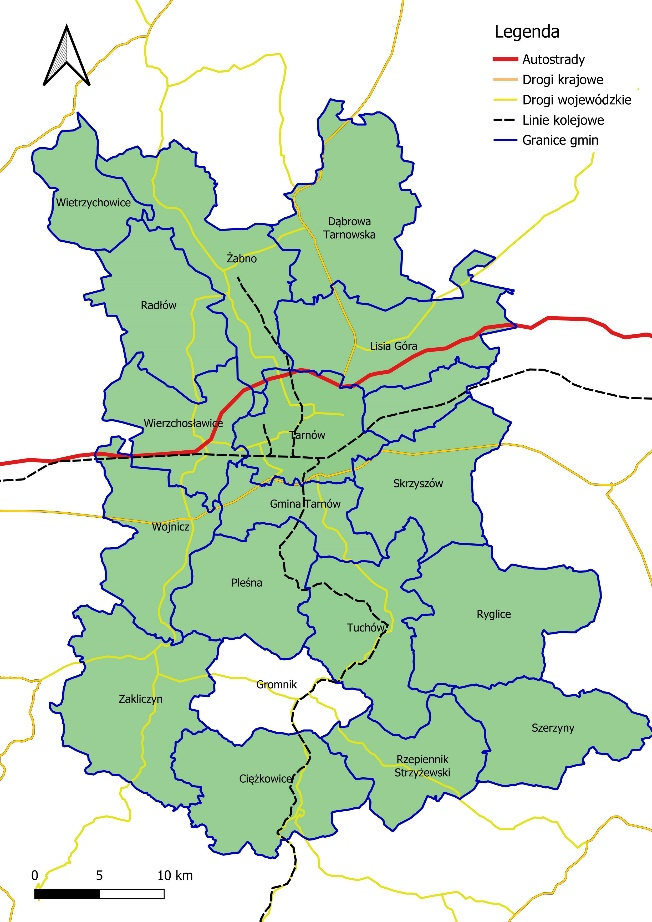 Legenda
Autostrady
Drogi krajowe
Drogi wojewódzkie
Linie kolejowe
Granice gmin
Wietrzychowice
Dąbrowa
Tarnowska
Żabno
Radłów
Lisia Góra
Wierzchosławice
Tarnów
Skrzyszów
Gmina Tarnów
Wojnicz
Pleśna
Ryglice
Tuchów
Gromnik
Zakliczyn
Szerzyny
Rzepiennik
Strzyżewski
Ciężkowice
0 5 10 km